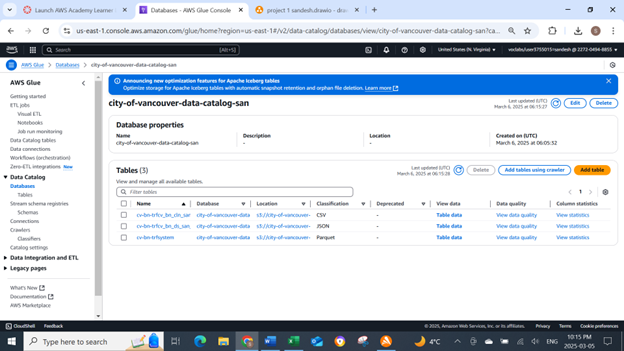 Launch AWS Academy Learner
Databases - AWS Glue Console
project 1 sandesh.drawio - dra
us-east-1.console.aws.amazon.com/glue/home?region=us-east-1#/v2/data-catalog/databases/view/city-of-vancouver-data-catalog-san?ca...
aws
Search [Alt+S]
United States (N. Virginia)
AWS Glue > Databases > city-of-vancouver-data-catalog-san
AWS Glue
Getting started
ETL jobs
Visual ETL
Notebooks
Job run monitoring
Data Catalog tables
Data connections
Workflows (orchestration)
Zero-ETL integrations New
Data Catalog
Databases
Tables
Stream schema registries
Schemas
Connections
Crawlers
Classifiers
Catalog settings
Data Integration and ETL
Legacy pages
What's New
Documentation
AWS Marketplace
Announcing new optimization features for Apache Iceberg tables
Optimize storage for Apache Iceberg tables with automatic snapshot retention and orphan file deletion. Learn more
city-of-vancouver-data-catalog-san
Last updated (UTC)
March 6, 2025 at 06:15:27
Edit
Delete
Database properties
Name Description Location Created on (UTC)
city-of-vancouver-data-catalog-san - - March 6, 2025 at 06:05:32
Tables (3)
Last updated (UTC)
March 6, 2025 at 06:15:28
Delete
Add tables using crawler
Add table
View and manage all available tables.
Filter tables
1
Name Database Location Classification Deprecated View data Data quality Column statistics
city-of-vancouver-data s3://city-of-vancouver- CSV - Table data View data quality View statistics
city-of-vancouver-data s3://city-of-vancouver- JSON - Table data View data quality View statistics
cv-bn-trfsystem city-of-vancouver-data s3://city-of-vancouver- Parquet - Table data View data quality View statistics
CloudShell Feedback
© 2025, Amazon Web Services, Inc. or its affiliates. Privacy Terms Cookie preferences
Type here to search
4°C
ENG
10:15 PM
2025-03-05